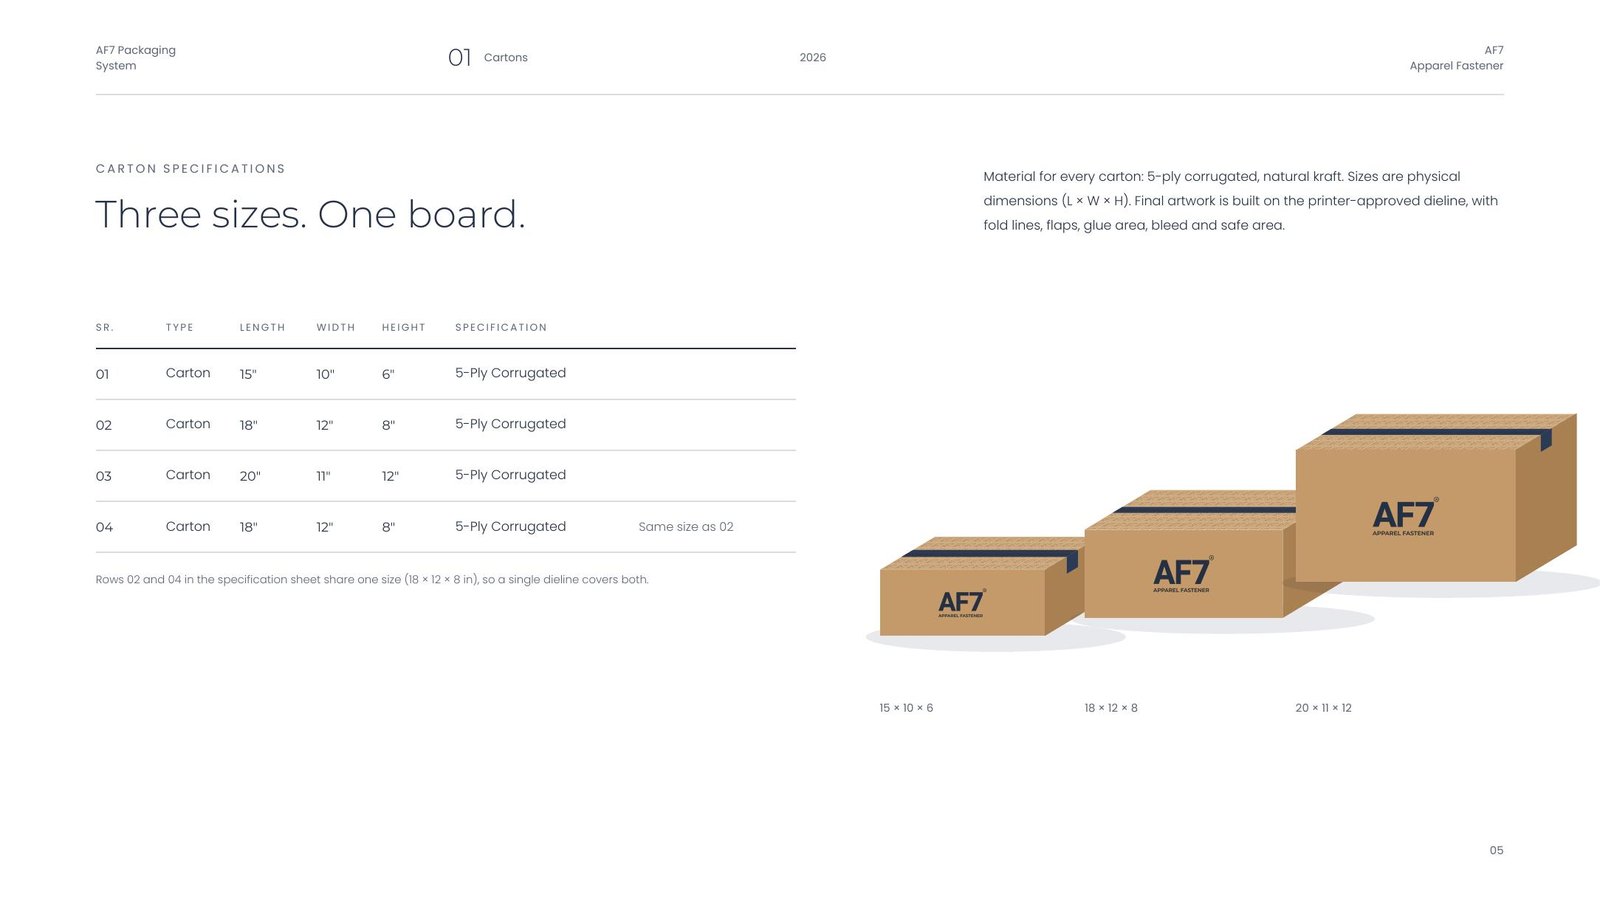 AF7 Packaging
System
01 Cartons
2026
AF7
Apparel Fastener
CARTON SPECIFICATIONS
Three sizes. One board.
Material for every carton: 5-ply corrugated, natural kraft. Sizes are physical
dimensions (L × W × H). Final artwork is built on the printer-approved dieline, with
fold lines, flaps, glue area, bleed and safe area.
SR. TYPE LENGTH WIDTH HEIGHT SPECIFICATION
01 Carton 15" 10" 6" 5-Ply Corrugated
02 Carton 18" 12" 8" 5-Ply Corrugated
03 Carton 20" 11" 12" 5-Ply Corrugated
04 Carton 18" 12" 8" 5-Ply Corrugated Same size as 02
Rows 02 and 04 in the specification sheet share one size (18 × 12 × 8 in), so a single dieline covers both.
AF7
APPAREL FASTENER
AF7
APPAREL FASTENER
AF7
APPAREL FASTENER
15 × 10 × 6
18 × 12 × 8
20 × 11 × 12
05